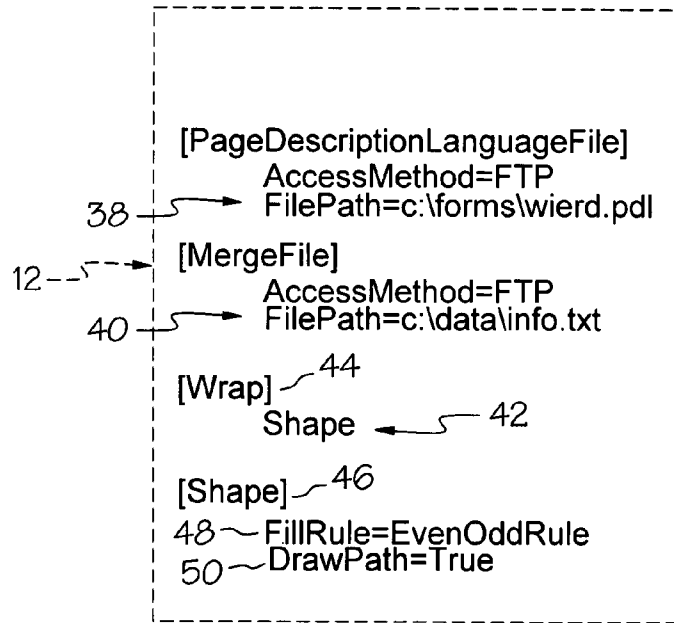 [PageDescriptionLanguageFile]
AccessMethod=FTP
38 FilePath=c:\forms\wierd.pdl
12 [MergeFile]
AccessMethod=FTP
40 FilePath=c:\data\info.txt
[Wrap] 44
Shape 42
[Shape] 46
48 FillRule=EvenOddRule
50 DrawPath=True